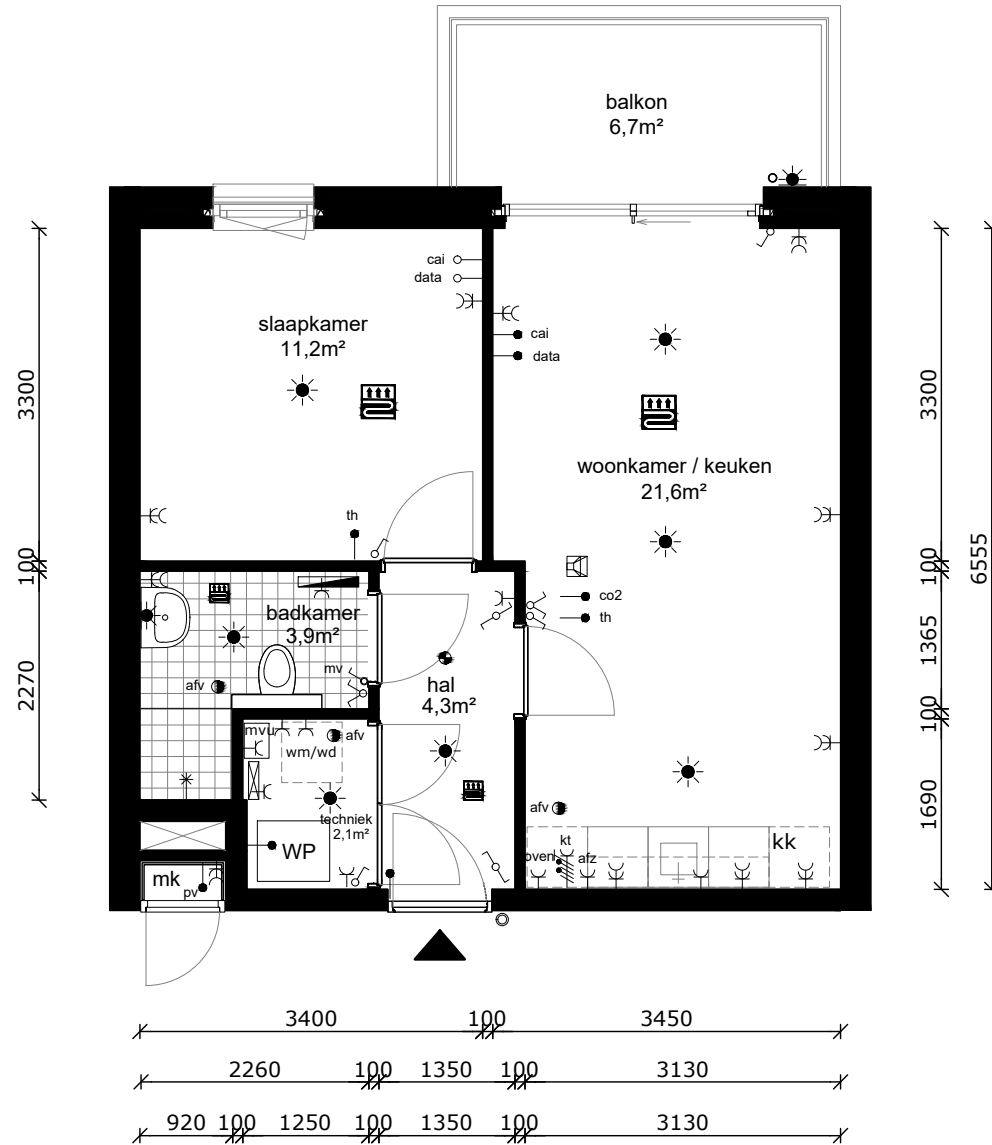 balkon
6,7m²
cai
data
slaapkamer
11,2m²
cai
data
woonkamer / keuken
21,6m²
th
co2
th
badkamer
3,9m²
mv
afv
hal
4,3m²
mvu
afv
wm/wd
techniek
2,1m²
WP
afv
kt
oven
afz
kk
mk
pv
3300
100
2270
3300
100
1365
100
1690
6555
3400 100 3450
2260 100 1350 100 3130
920 100 1250 100 1350 100 3130